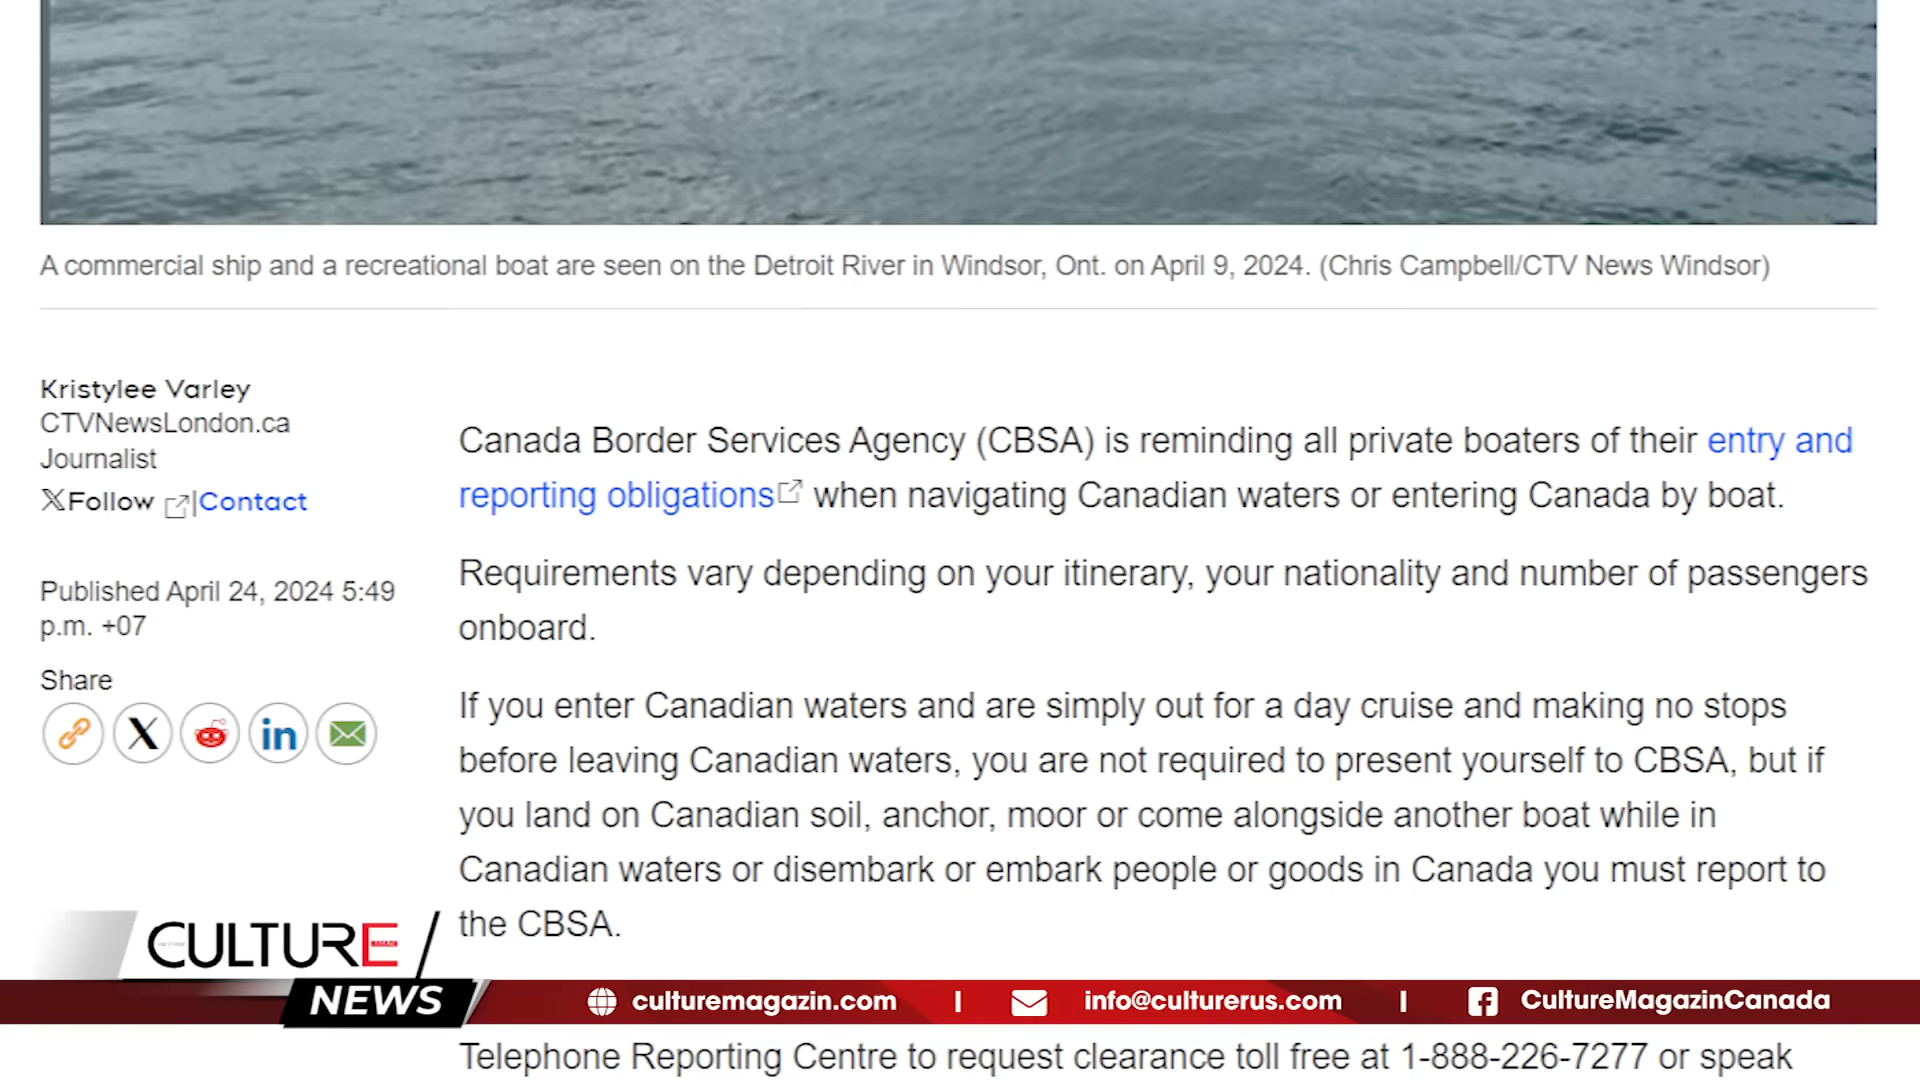 A commercial ship and a recreational boat are seen on the Detroit River in Windsor, Ont. on April 9, 2024. (Chris Campbell/CTV News Windsor)
Kristylee Varley
CTVNewsLondon.ca
Journalist
XFollow |Contact
Published April 24, 2024 5:49
p.m. +07
Share
Canada Border Services Agency (CBSA) is reminding all private boaters of their entry and
reporting obligations when navigating Canadian waters or entering Canada by boat.
Requirements vary depending on your itinerary, your nationality and number of passengers
onboard.
If you enter Canadian waters and are simply out for a day cruise and making no stops
before leaving Canadian waters, you are not required to present yourself to CBSA, but if
you land on Canadian soil, anchor, moor or come alongside another boat while in
Canadian waters or disembark or embark people or goods in Canada you must report to
the CBSA.
CULTURE
NEWS
culturemagazin.com | info@culturerus.com | CultureMagazinCanada
Telephone Reporting Centre to request clearance toll free at 1-888-226-7277 or speak